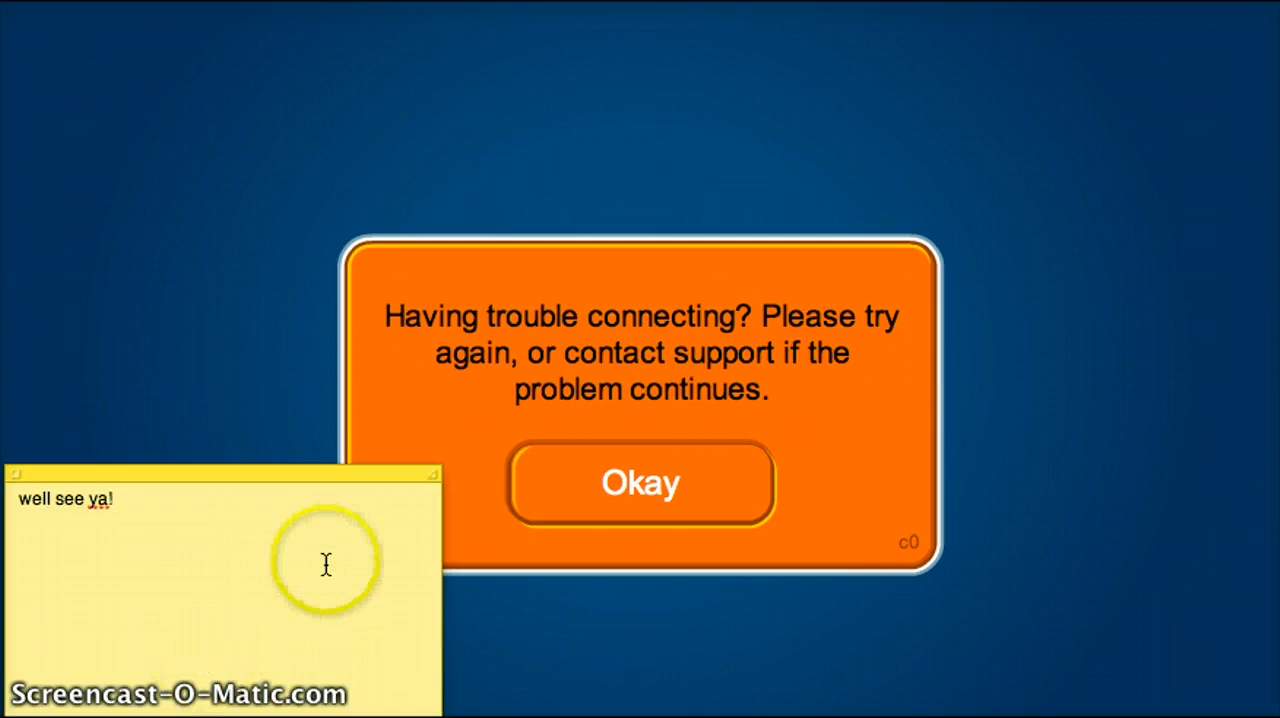 Having trouble connecting? Please try
again, or contact support if the
problem continues.
Okay
c0
well see ya!
Screencast-O-Matic.com